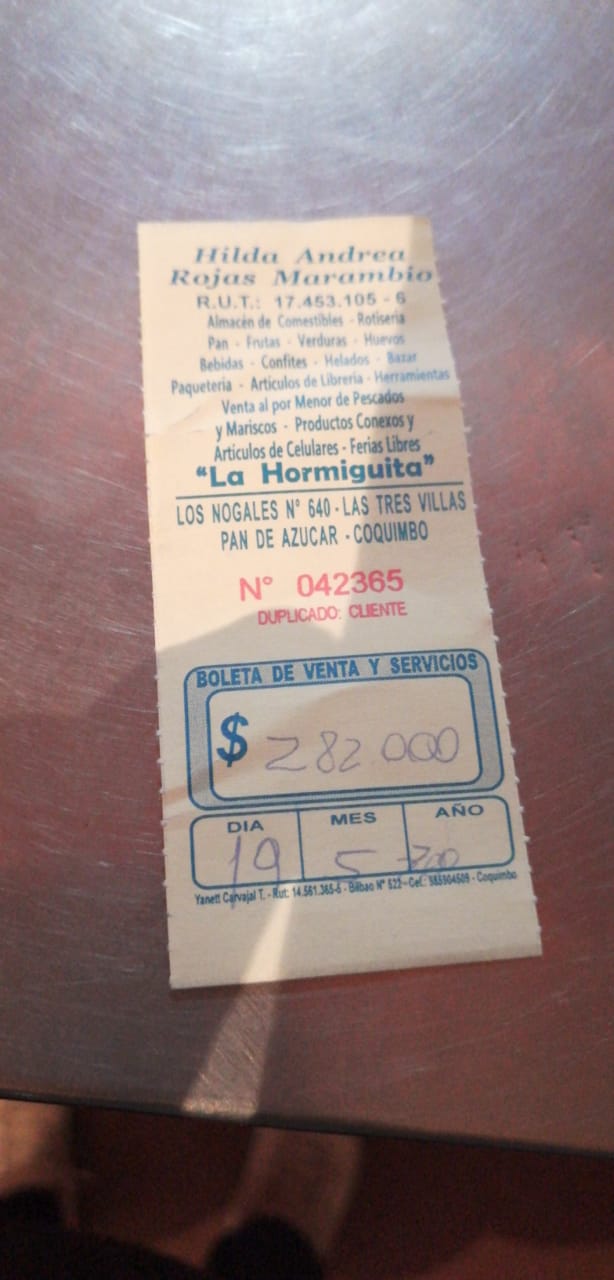 Hilda Andrea
Rojas Marambio
R.U.T.: 17.453.105 - 6
Almacén de Comestibles - Rotisería
Pan - Frutas - Verduras - Huevos
Bebidas - Confites - Helados - Bazar
Paquetería - Artículos de Librería - Herramientas
Venta al por Menor de Pescados
y Mariscos - Productos Conexos y
Artículos de Celulares - Ferias Libres
"La Hormiguita"
LOS NOGALES N° 640 - LAS TRES VILLAS
PAN DE AZUCAR - COQUIMBO
N° 042365
DUPLICADO: CLIENTE
BOLETA DE VENTA Y SERVICIOS
$ 282.000
DIA MES AÑO
19 5
Yanett Carvajal T. - Rut: 14.561.365-6 - Bilbao N° 522 - Cel.: - Coquimbo